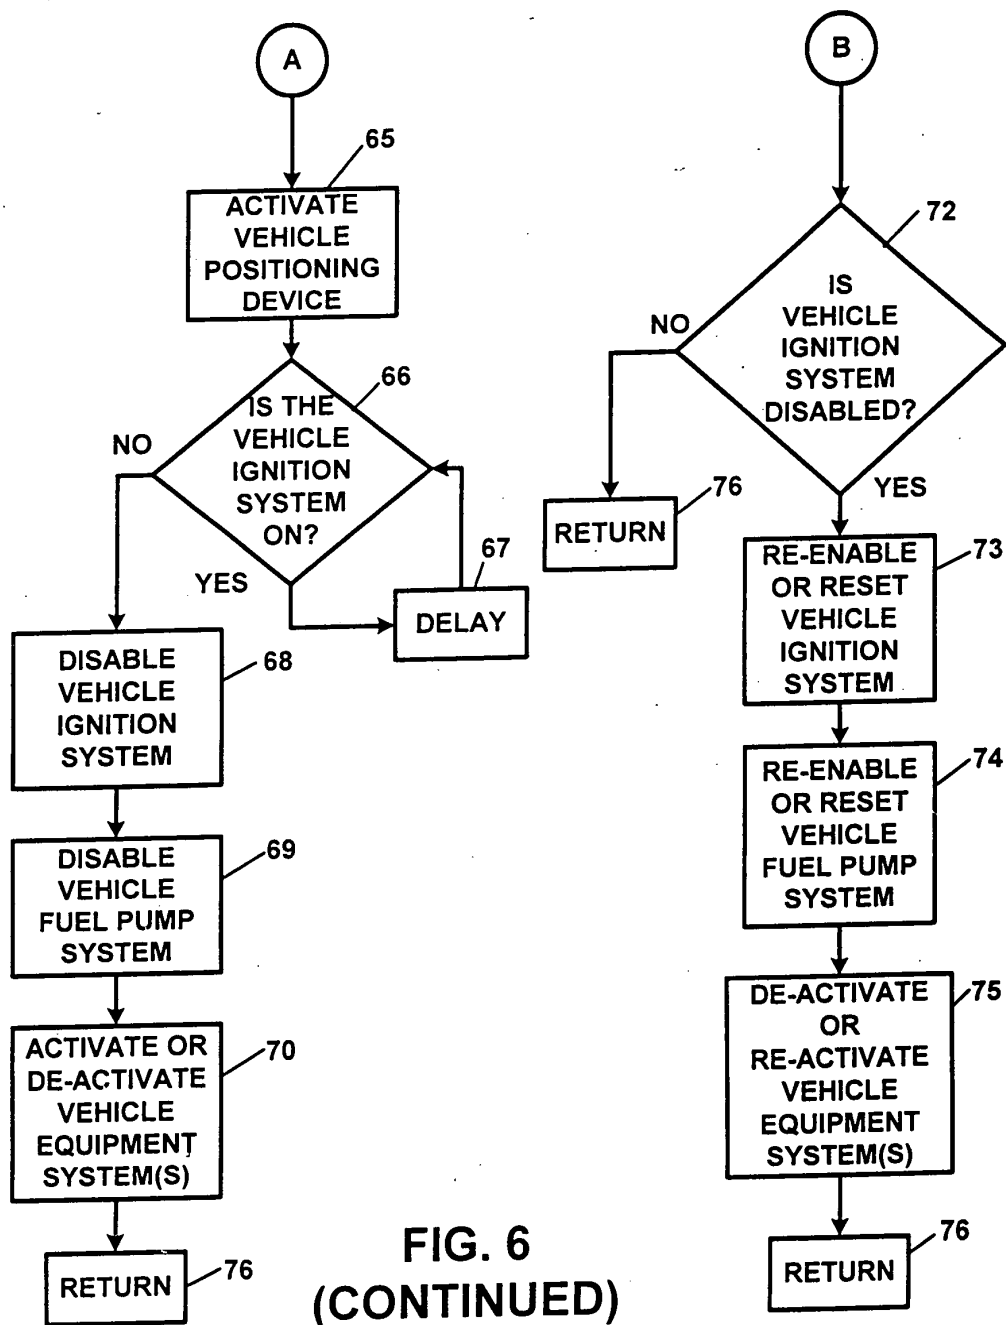 A
65
ACTIVATE
VEHICLE
POSITIONING
DEVICE
66
IS THE
VEHICLE
IGNITION
SYSTEM
ON?
NO
YES
67
DELAY
68
DISABLE
VEHICLE
IGNITION
SYSTEM
69
DISABLE
VEHICLE
FUEL PUMP
SYSTEM
70
ACTIVATE OR
DE-ACTIVATE
VEHICLE
EQUIPMENT
SYSTEM(S)
RETURN
76
B
72
IS
VEHICLE
IGNITION
SYSTEM
DISABLED?
NO
76
RETURN
YES
73
RE-ENABLE
OR RESET
VEHICLE
IGNITION
SYSTEM
74
RE-ENABLE
OR RESET
VEHICLE
FUEL PUMP
SYSTEM
75
DE-ACTIVATE
OR
RE-ACTIVATE
VEHICLE
EQUIPMENT
SYSTEM(S)
76
RETURN
FIG. 6
(CONTINUED)